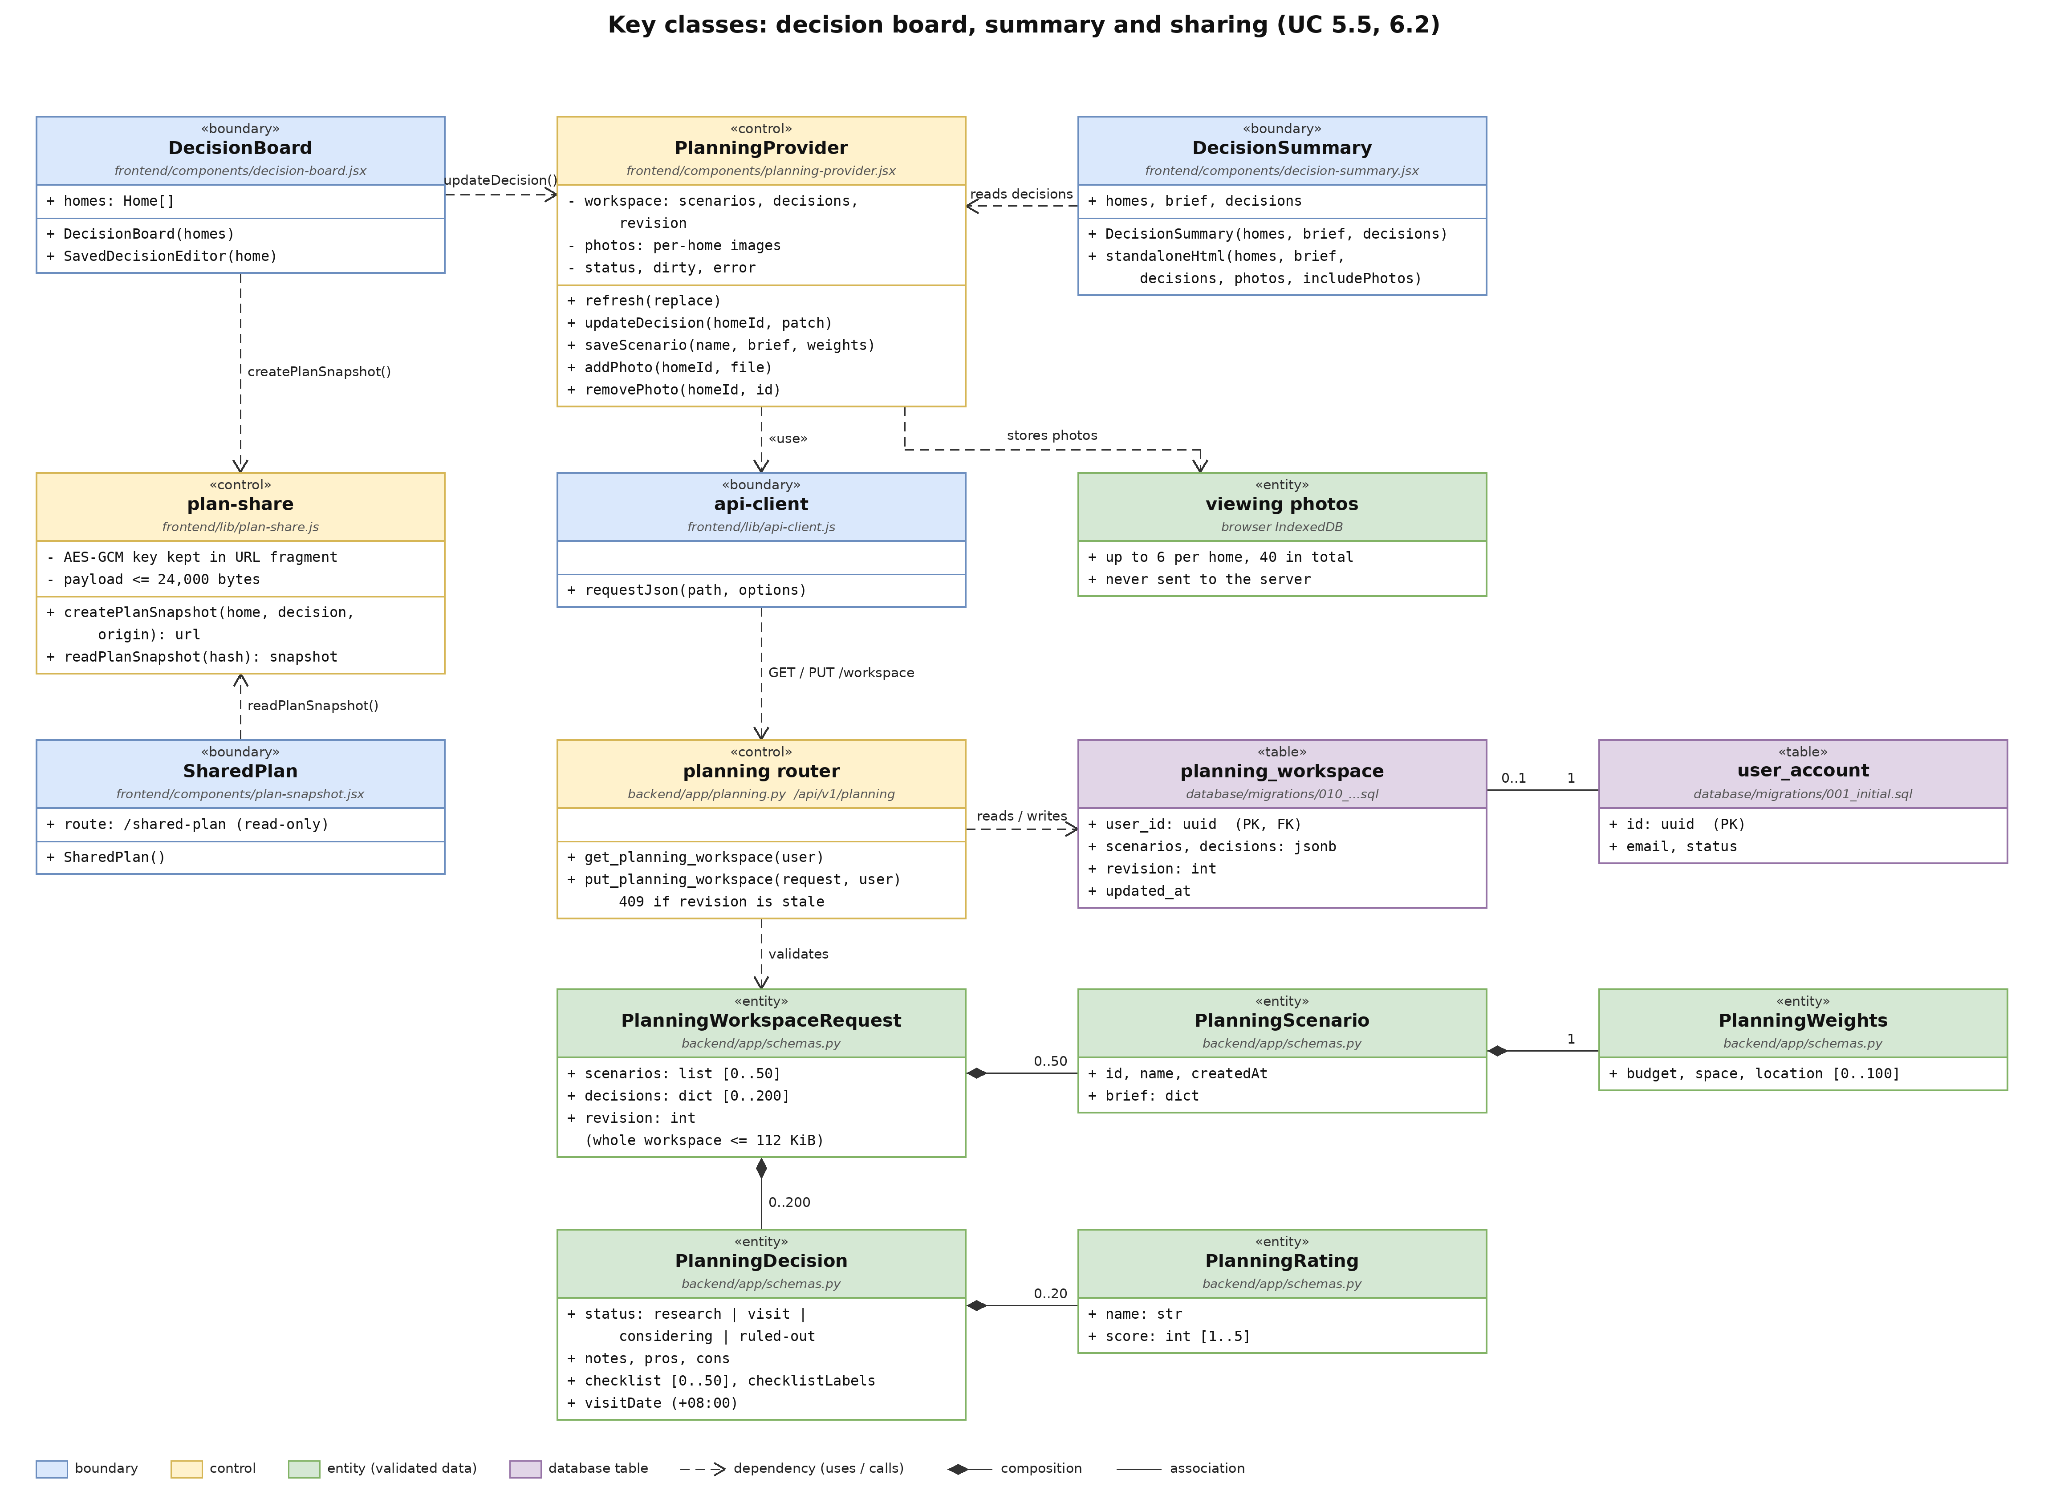 Key classes: decision board, summary and sharing (UC 5.5, 6.2)
«boundary»
DecisionBoard
frontend/components/decision-board.jsx
+ homes: Home[]
+ DecisionBoard(homes)
+ SavedDecisionEditor(home)
updateDecision()
«control»
PlanningProvider
frontend/components/planning-provider.jsx
- workspace: scenarios, decisions,
revision
- photos: per-home images
- status, dirty, error
+ refresh(replace)
+ updateDecision(homeId, patch)
+ saveScenario(name, brief, weights)
+ addPhoto(homeId, file)
+ removePhoto(homeId, id)
reads decisions
«boundary»
DecisionSummary
frontend/components/decision-summary.jsx
+ homes, brief, decisions
+ DecisionSummary(homes, brief, decisions)
+ standaloneHtml(homes, brief,
decisions, photos, includePhotos)
createPlanSnapshot()
«use»
stores photos
«control»
plan-share
frontend/lib/plan-share.js
- AES-GCM key kept in URL fragment
- payload <= 24,000 bytes
+ createPlanSnapshot(home, decision,
origin): url
+ readPlanSnapshot(hash): snapshot
«boundary»
api-client
frontend/lib/api-client.js
+ requestJson(path, options)
«entity»
viewing photos
browser IndexedDB
+ up to 6 per home, 40 in total
+ never sent to the server
readPlanSnapshot()
GET / PUT /workspace
«boundary»
SharedPlan
frontend/components/plan-snapshot.jsx
+ route: /shared-plan (read-only)
+ SharedPlan()
«control»
planning router
backend/app/planning.py /api/v1/planning
+ get_planning_workspace(user)
+ put_planning_workspace(request, user)
409 if revision is stale
reads / writes
«table»
planning_workspace
database/migrations/010_...sql
+ user_id: uuid (PK, FK)
+ scenarios, decisions: jsonb
+ revision: int
+ updated_at
0..1
1
«table»
user_account
database/migrations/001_initial.sql
+ id: uuid (PK)
+ email, status
validates
«entity»
PlanningWorkspaceRequest
backend/app/schemas.py
+ scenarios: list [0..50]
+ decisions: dict [0..200]
+ revision: int
(whole workspace <= 112 KiB)
0..50
«entity»
PlanningScenario
backend/app/schemas.py
+ id, name, createdAt
+ brief: dict
1
«entity»
PlanningWeights
backend/app/schemas.py
+ budget, space, location [0..100]
0..200
«entity»
PlanningDecision
backend/app/schemas.py
+ status: research | visit |
considering | ruled-out
+ notes, pros, cons
+ checklist [0..50], checklistLabels
+ visitDate (+08:00)
0..20
«entity»
PlanningRating
backend/app/schemas.py
+ name: str
+ score: int [1..5]
boundary
control
entity (validated data)
database table
dependency (uses / calls)
composition
association